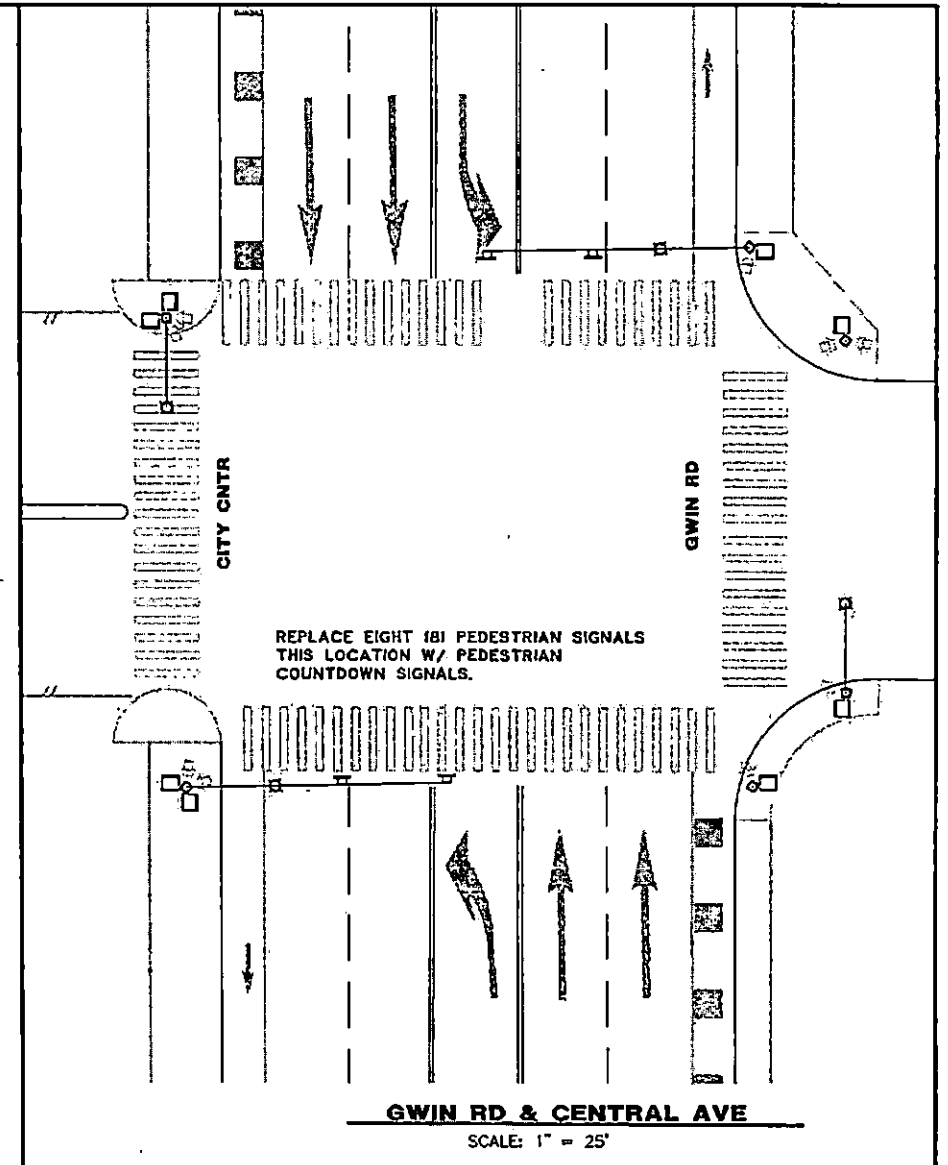 CITY CNTR
GWIN RD
REPLACE EIGHT (8) PEDESTRIAN SIGNALS
THIS LOCATION W/ PEDESTRIAN
COUNTDOWN SIGNALS.
GWIN RD & CENTRAL AVE
SCALE: 1" = 25'